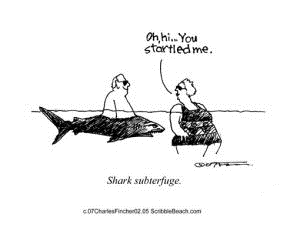 Oh, hi...You
startled me.
Shark subterfuge.
c.07CharlesFincher02.05 ScribbleBeach.com